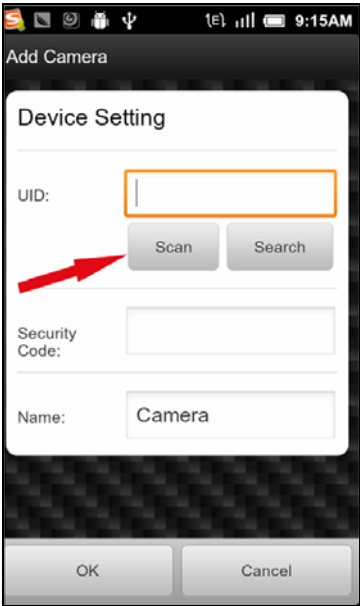 9:15AM
Add Camera
Device Setting
UID:
Scan
Search
Security
Code:
Name:
Camera
OK
Cancel